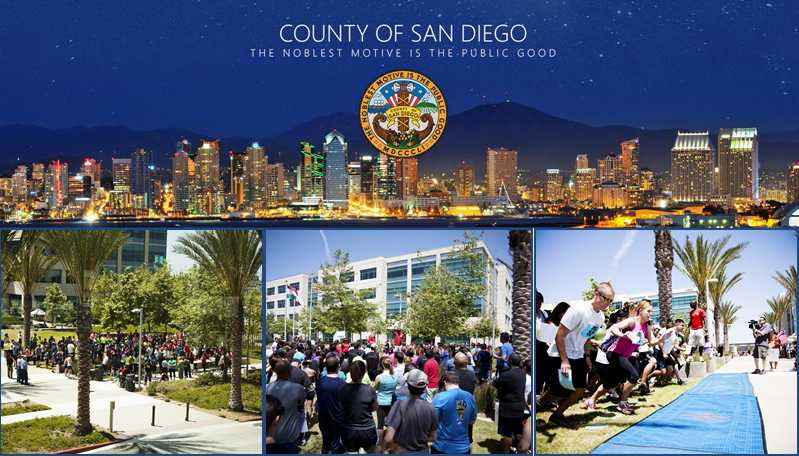 COUNTY OF SAN DIEGO
THE NOBLEST MOTIVE IS THE PUBLIC GOOD
THE NOBLEST MOTIVE IS THE PUBLIC GOOD
COUNTY OF
SAN DIEGO
MDCCCLII